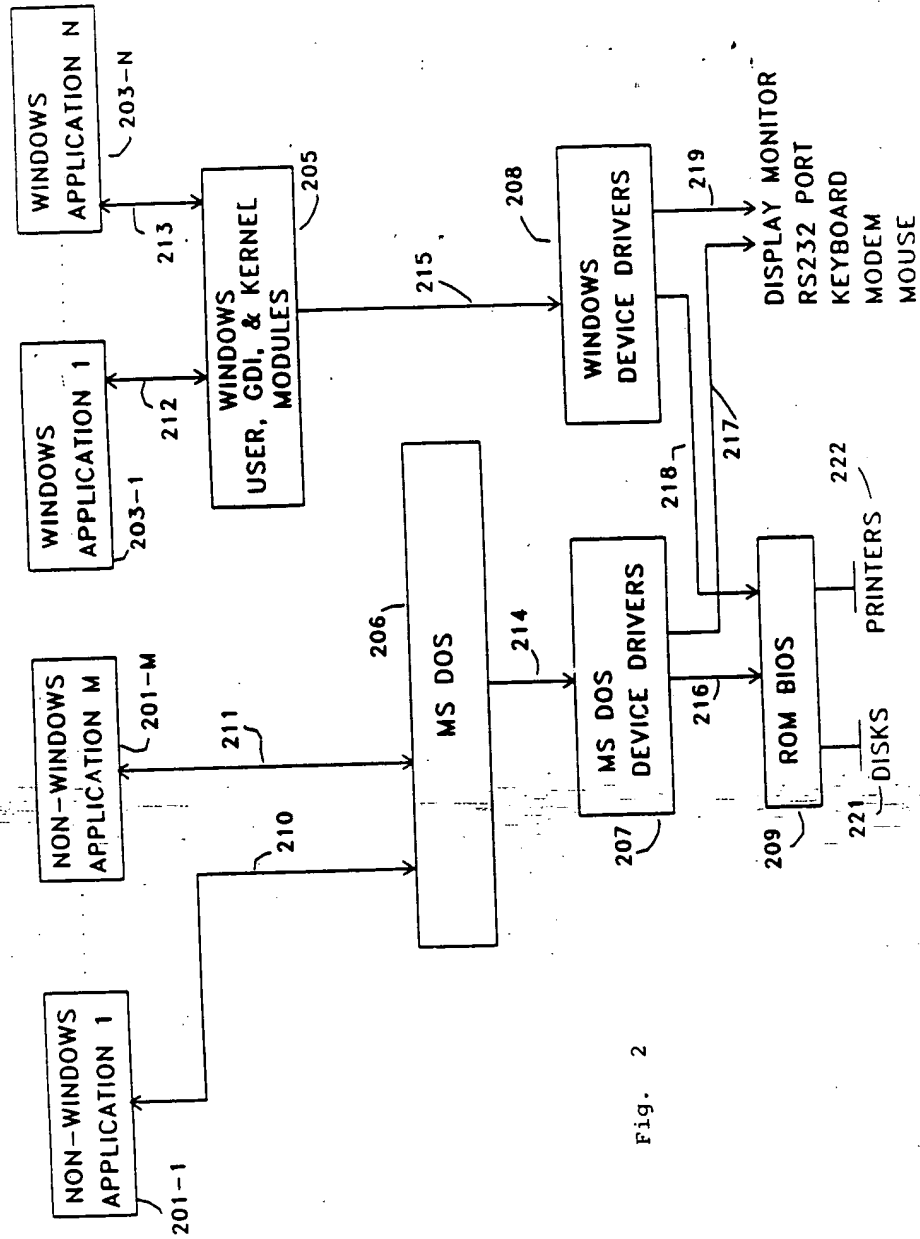 NON-WINDOWS
APPLICATION 1
201-1
NON-WINDOWS
APPLICATION M
201-M
WINDOWS
APPLICATION 1
203-1
WINDOWS
APPLICATION N
203-N
210
211
212
213
WINDOWS
USER, GDI, & KERNEL
MODULES
205
206
MS DOS
214
215
MS DOS
DEVICE DRIVERS
207
WINDOWS
DEVICE DRIVERS
208
216
217
218
219
ROM BIOS
209
221
DISKS
PRINTERS
222
DISPLAY MONITOR
RS232 PORT
KEYBOARD
MODEM
MOUSE
Fig. 2